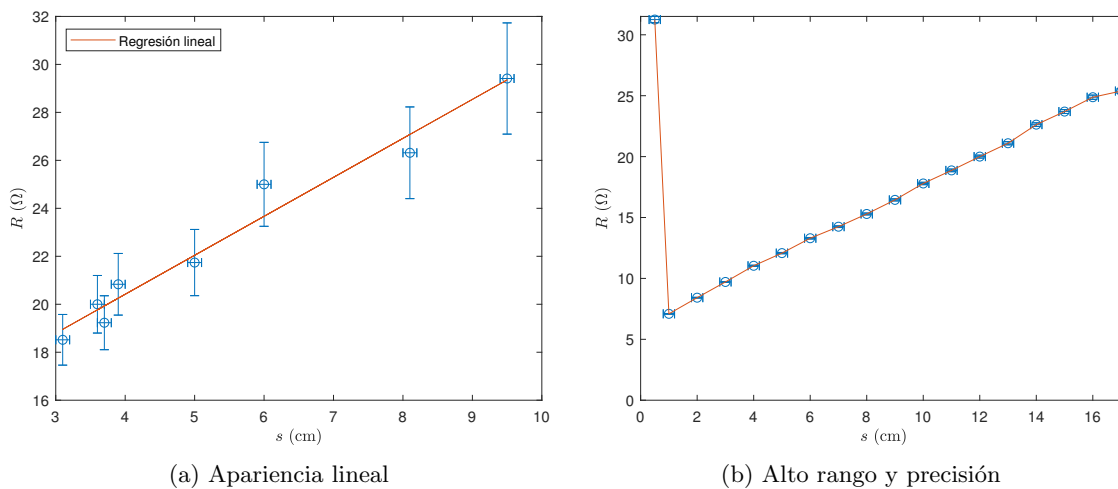 32
30
28
26
24
22
20
18
16
R (Ω)
Regresión lineal
3 4 5 6 7 8 9 10
s (cm)
(a) Apariencia lineal
30
25
20
15
10
5
0
R (Ω)
0 2 4 6 8 10 12 14 16
s (cm)
(b) Alto rango y precisión